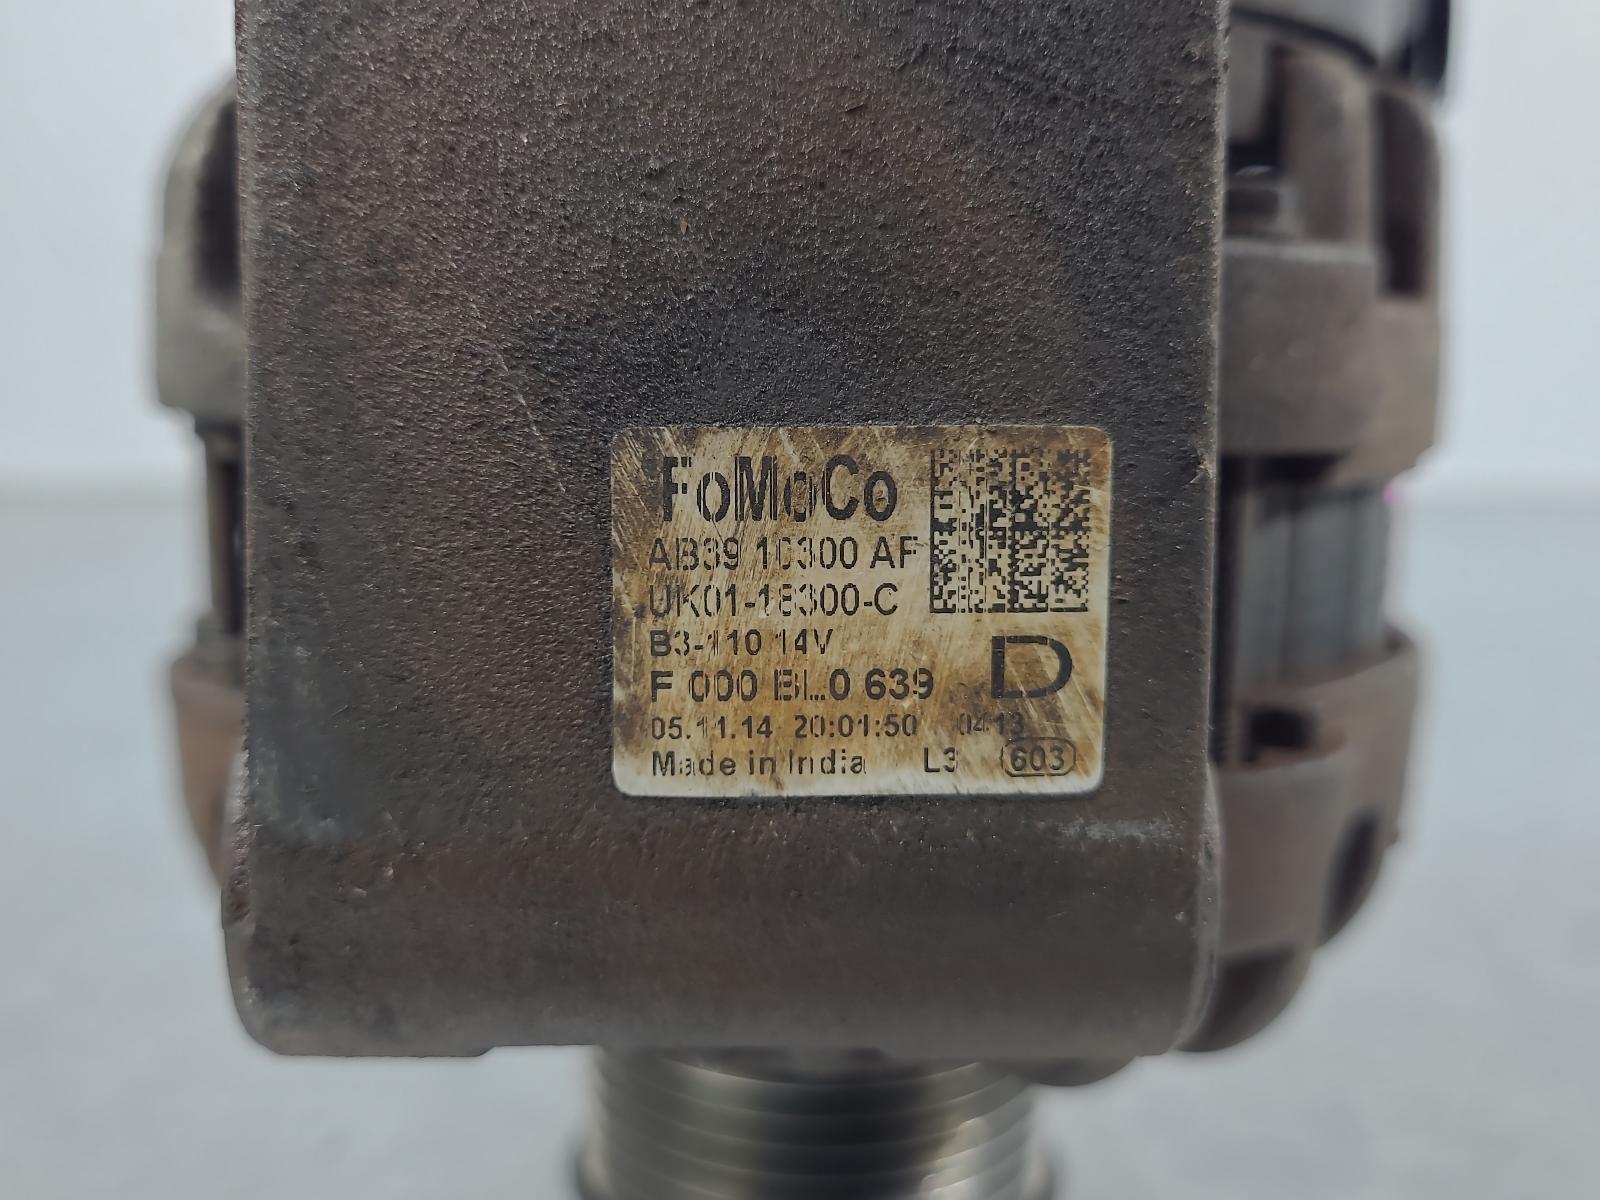 FoMoCo
AB39 10300 AF
UK01-18300-C
B3-110 14V
D
F 000 BL0 639
05.11.14 20:01:50 0413
Made in India L3 603